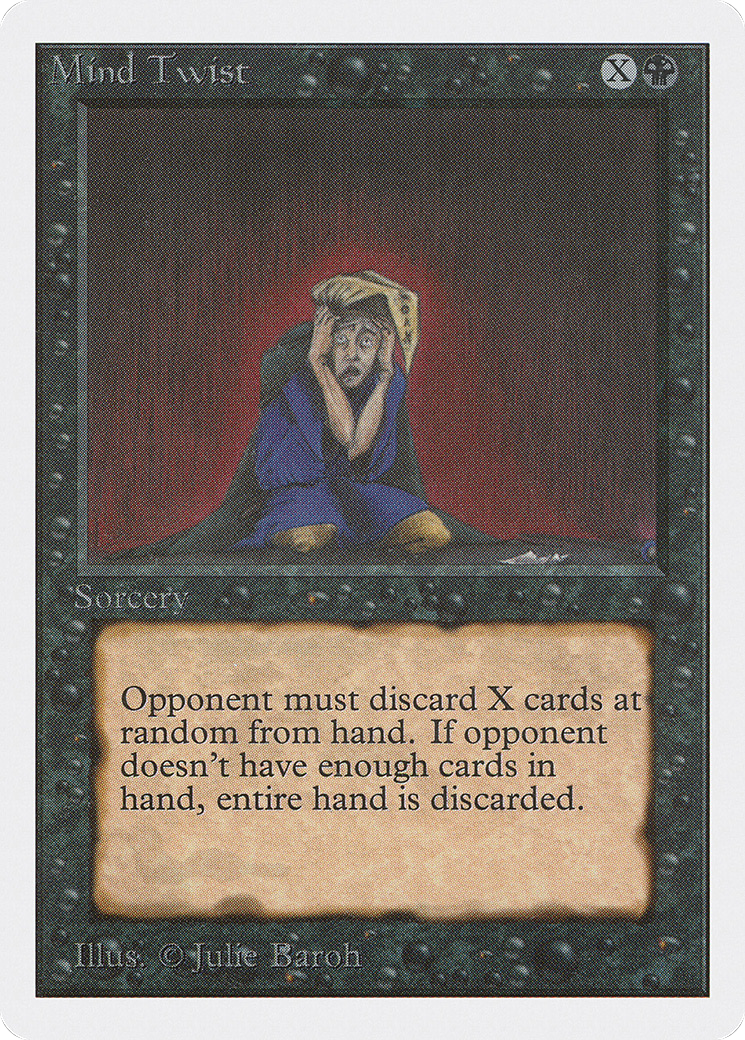 Mind Twist X
Sorcery
Opponent must discard X cards at
random from hand. If opponent
doesn't have enough cards in
hand, entire hand is discarded.
Illus. © Julie Baroh